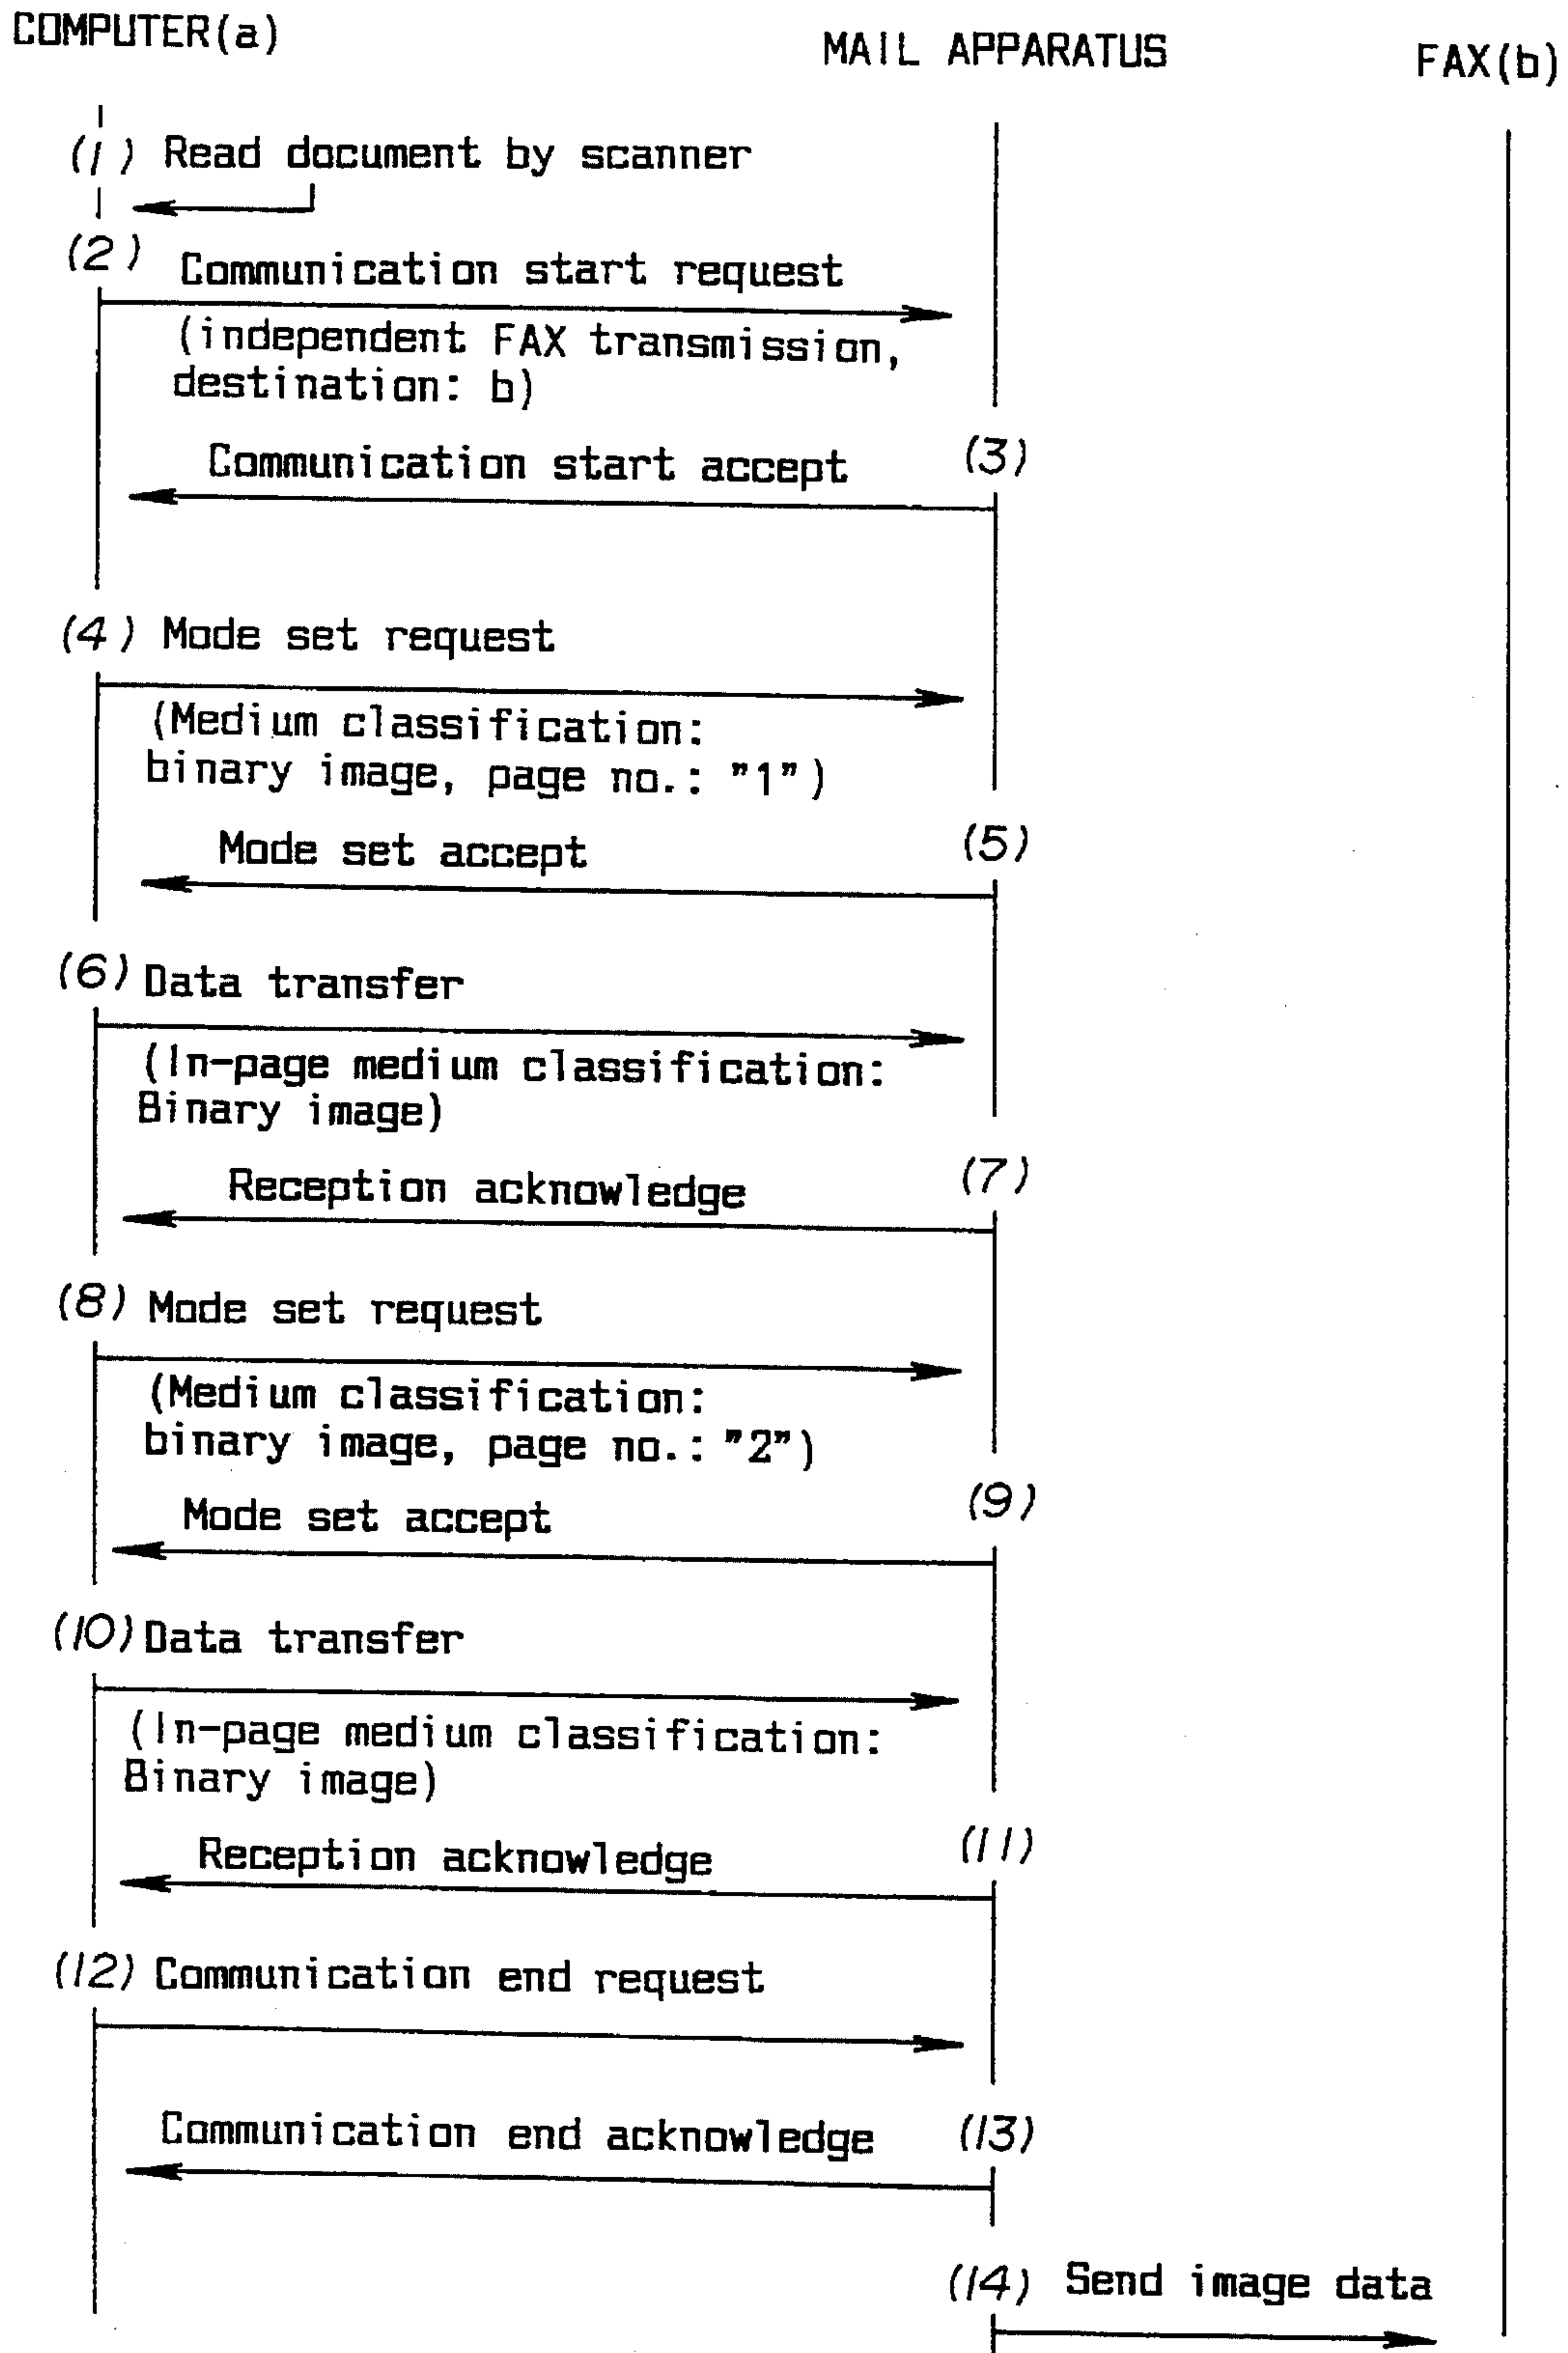 COMPUTER(a)
MAIL APPARATUS
FAX(b)
(1) Read document by scanner
(2) Communication start request
(independent FAX transmission,
destination: b)
Communication start accept (3)
(4) Mode set request
(Medium classification:
binary image, page no.: "1")
Mode set accept (5)
(6) Data transfer
(In-page medium classification:
Binary image)
Reception acknowledge (7)
(8) Mode set request
(Medium classification:
binary image, page no.: "2")
Mode set accept (9)
(10) Data transfer
(In-page medium classification:
Binary image)
Reception acknowledge (11)
(12) Communication end request
Communication end acknowledge (13)
(14) Send image data